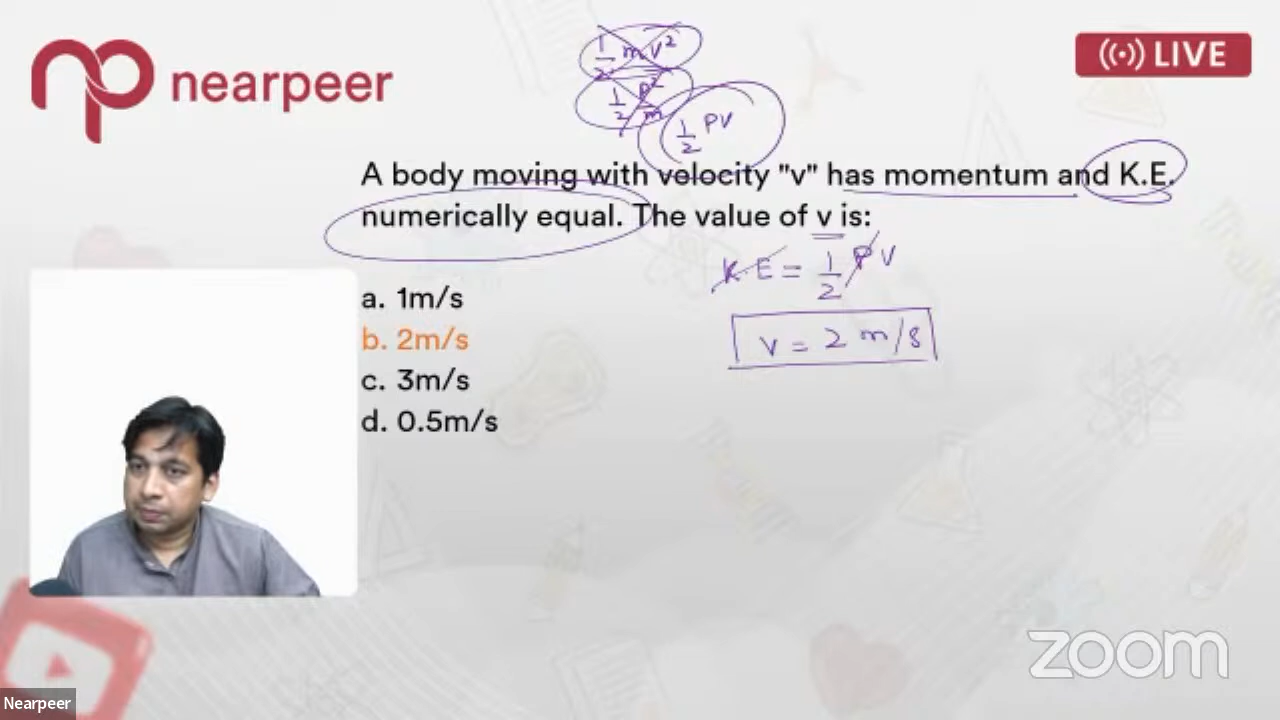 nearpeer
LIVE
1/2 m v²
1/2 P²/m
1/2 PV
A body moving with velocity "v" has momentum and K.E.
numerically equal. The value of v is:
K.E = 1/2 PV
a. 1m/s
b. 2m/s
v = 2 m/s
c. 3m/s
d. 0.5m/s
zoom
Nearpeer